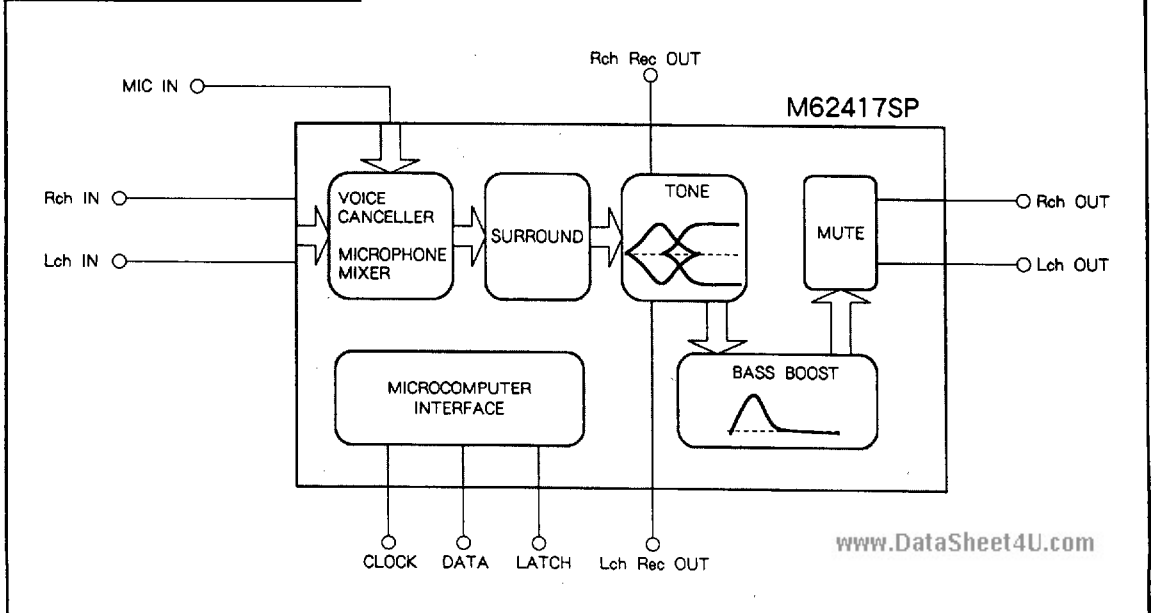 Rch Rec OUT
MIC IN
M62417SP
Rch IN
Lch IN
VOICE
CANCELLER
MICROPHONE
MIXER
SURROUND
TONE
MUTE
Rch OUT
Lch OUT
BASS BOOST
MICROCOMPUTER
INTERFACE
CLOCK DATA LATCH Lch Rec OUT
www.DataSheet4U.com